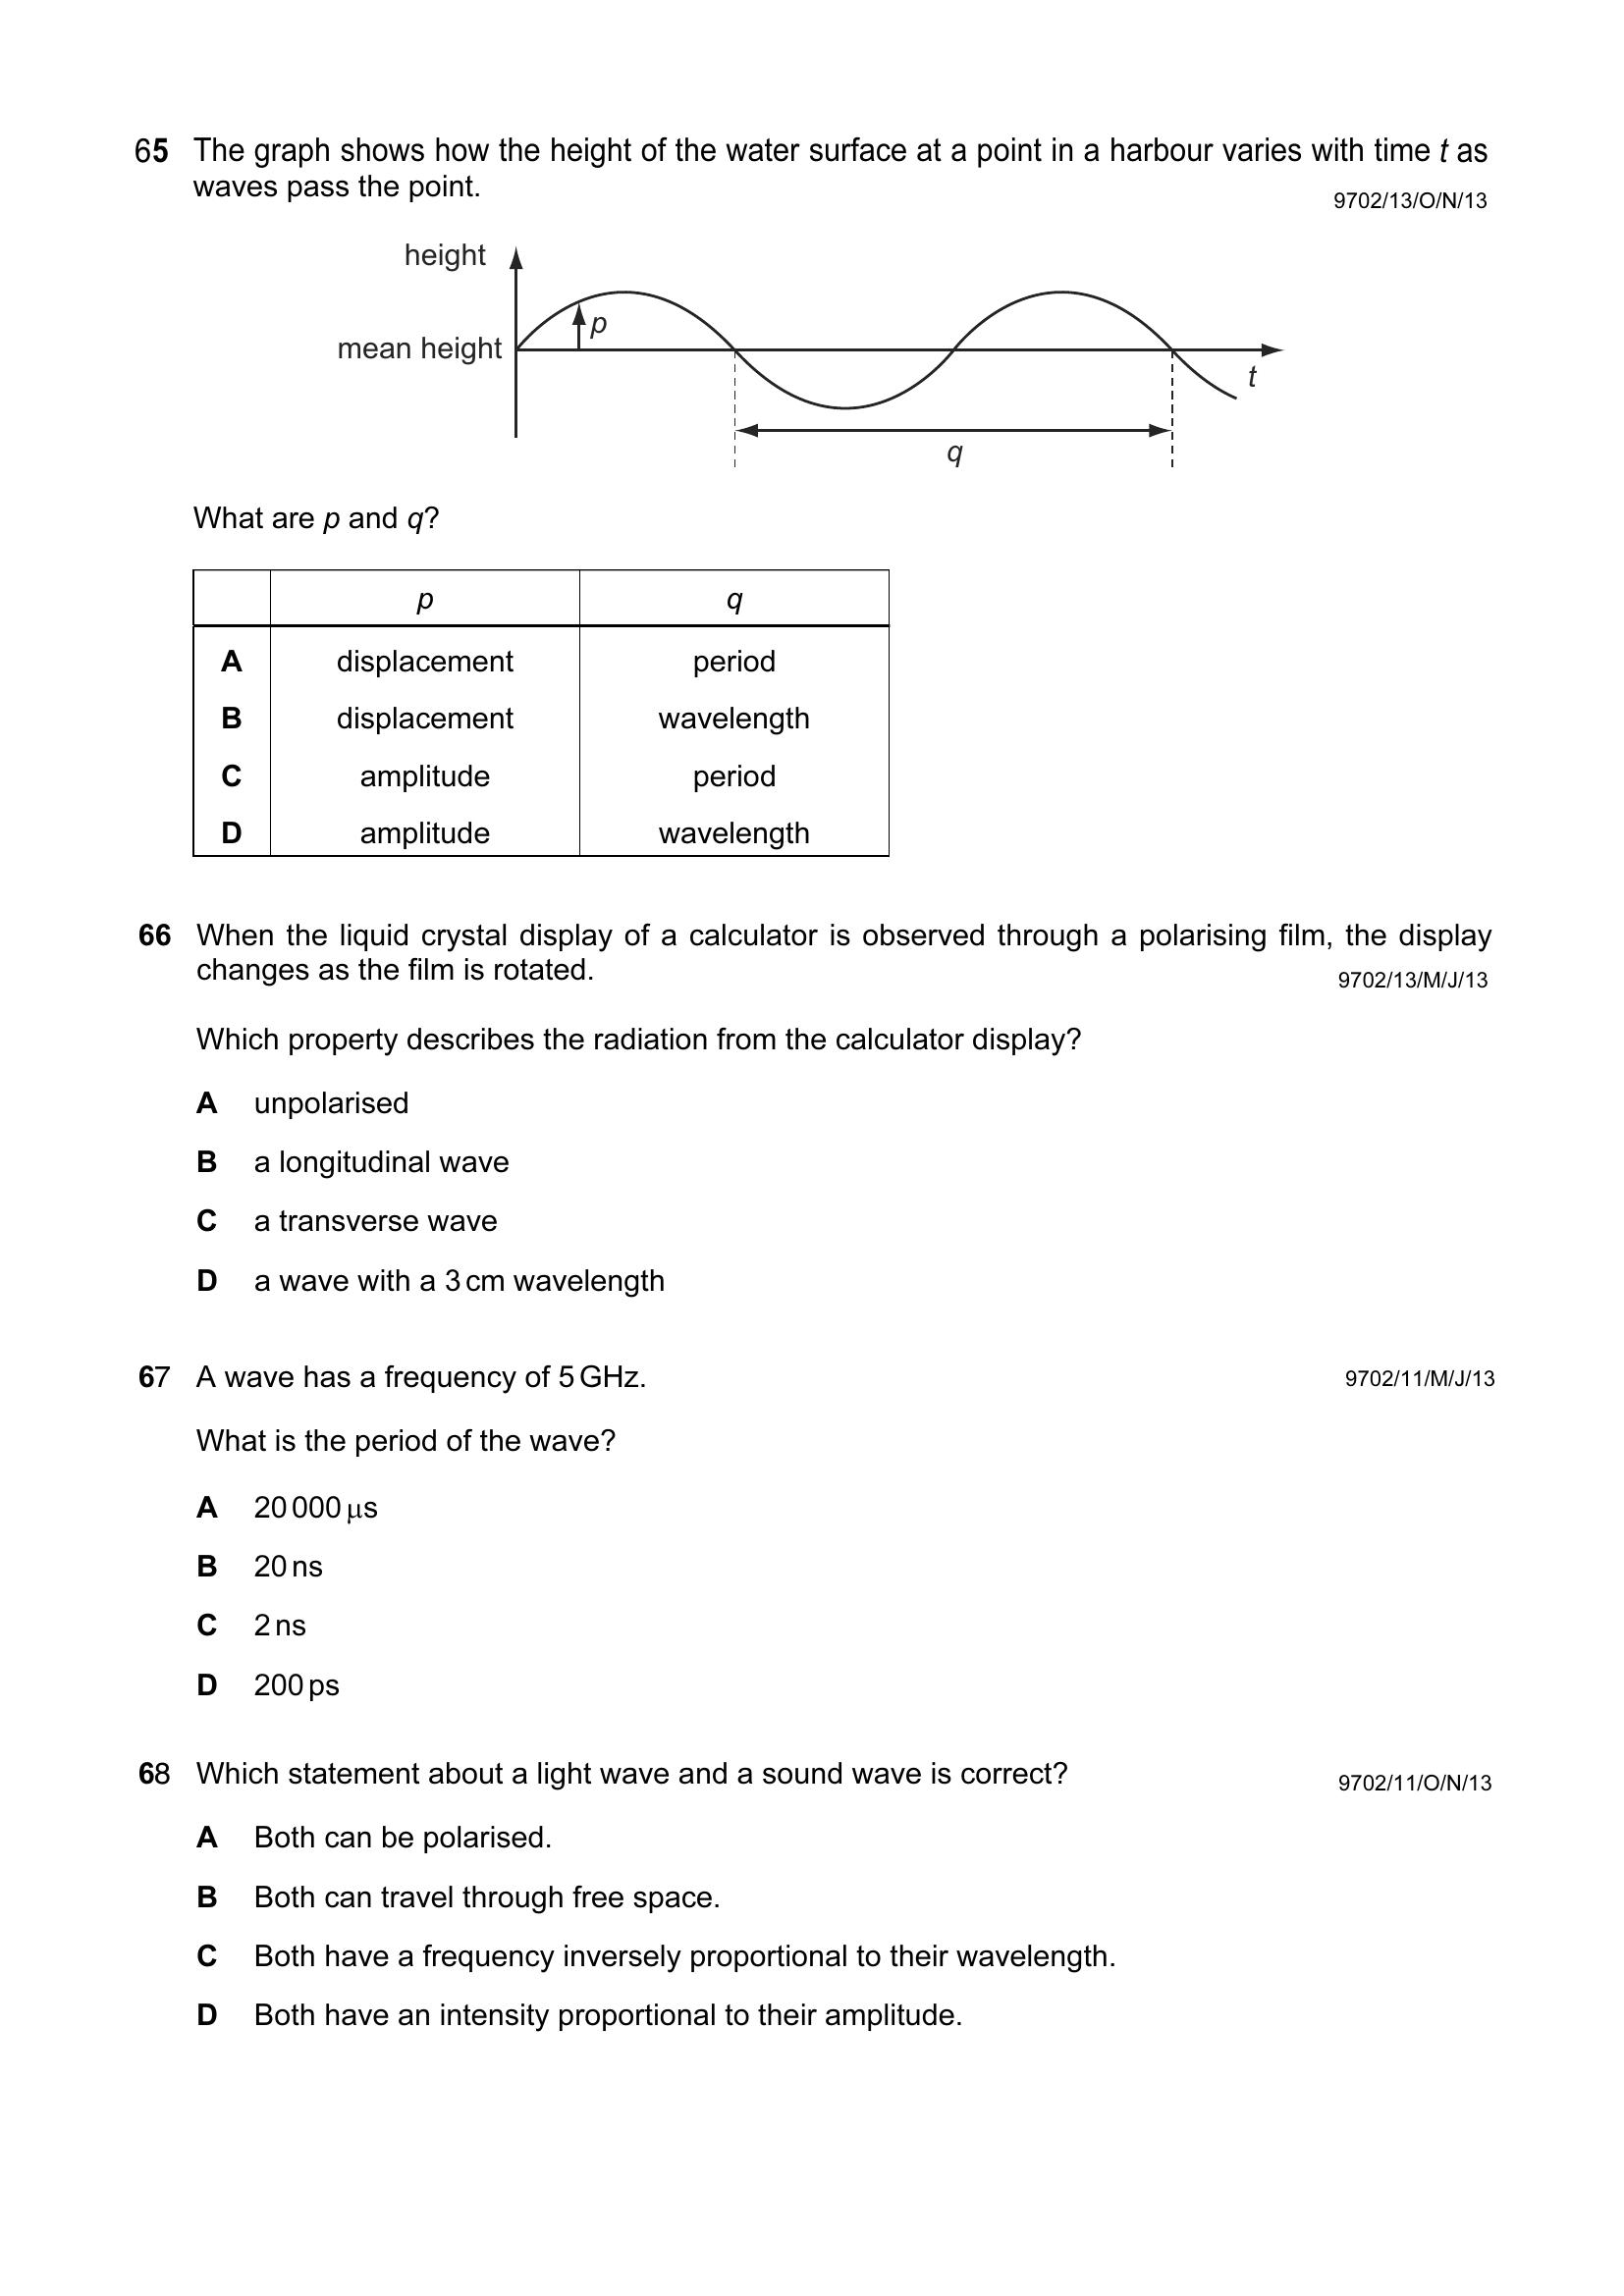 65 The graph shows how the height of the water surface at a point in a harbour varies with time t as
waves pass the point.
9702/13/O/N/13
height
p
mean height
t
q
What are p and q?
p q
A displacement period
B displacement wavelength
C amplitude period
D amplitude wavelength
66 When the liquid crystal display of a calculator is observed through a polarising film, the display
changes as the film is rotated.
9702/13/M/J/13
Which property describes the radiation from the calculator display?
A unpolarised
B a longitudinal wave
C a transverse wave
D a wave with a 3 cm wavelength
67 A wave has a frequency of 5 GHz. 9702/11/M/J/13
What is the period of the wave?
A 20 000 μs
B 20 ns
C 2 ns
D 200 ps
68 Which statement about a light wave and a sound wave is correct? 9702/11/O/N/13
A Both can be polarised.
B Both can travel through free space.
C Both have a frequency inversely proportional to their wavelength.
D Both have an intensity proportional to their amplitude.